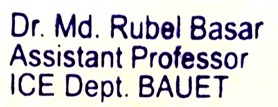 Dr. Md. Rubel Basar
Assistant Professor
ICE Dept. BAUET